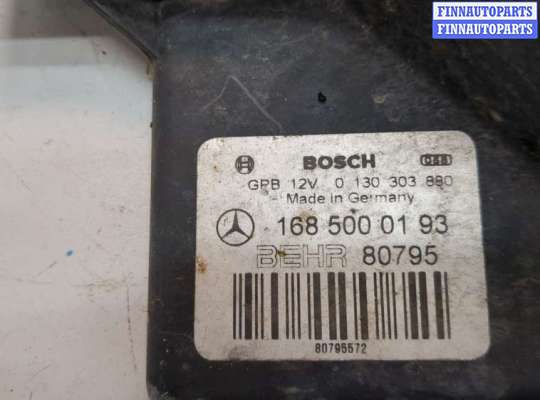 FINNAUTOPARTS
FINNAUTOPARTS
BOSCH
GPB 12V 0 130 303 880
Made in Germany
168 500 01 93
BEHR 80795
80795572